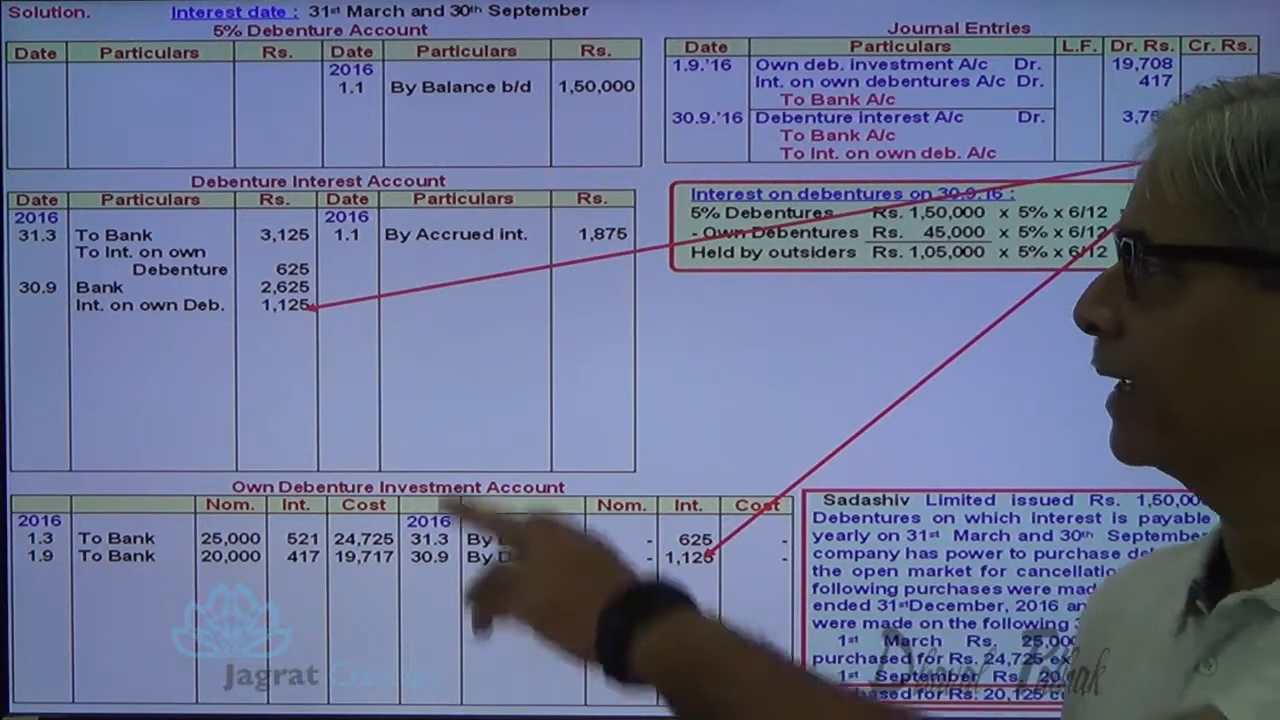 Solution. Interest date : 31st March and 30th September
5% Debenture Account
Date Particulars Rs. Date Particulars Rs.
2016
1.1 By Balance b/d 1,50,000
Journal Entries
Date Particulars L.F. Dr. Rs. Cr. Rs.
1.9.'16 Own deb. investment A/c Dr. 19,708
Int. on own debentures A/c Dr. 417
To Bank A/c
30.9.'16 Debenture interest A/c Dr. 3,75
To Bank A/c
To Int. on own deb. A/c
Interest on debentures on 30.9.16 :
5% Debentures Rs. 1,50,000 x 5% x 6/12
- Own Debentures Rs. 45,000 x 5% x 6/12
Held by outsiders Rs. 1,05,000 x 5% x 6/12
Debenture Interest Account
Date Particulars Rs. Date Particulars Rs.
2016 2016
31.3 To Bank 3,125 1.1 By Accrued int. 1,875
To Int. on own
Debenture 625
30.9 Bank 2,625
Int. on own Deb. 1,125
Own Debenture Investment Account
Nom. Int. Cost Nom. Int. Cost
2016 2016
1.3 To Bank 25,000 521 24,725 31.3 By - 625 -
1.9 To Bank 20,000 417 19,717 30.9 By D - 1,125 -
Sadashiv Limited issued Rs. 1,50,00
Debentures on which interest is payable
yearly on 31st March and 30th September
company has power to purchase de
the open market for cancellatio
following purchases were made
ended 31st December, 2016 an
were made on the following
1st March Rs. 25,000
purchased for Rs. 24,725 ex
1st September Rs. 20
hased for Rs. 20,125 c
Jagrat